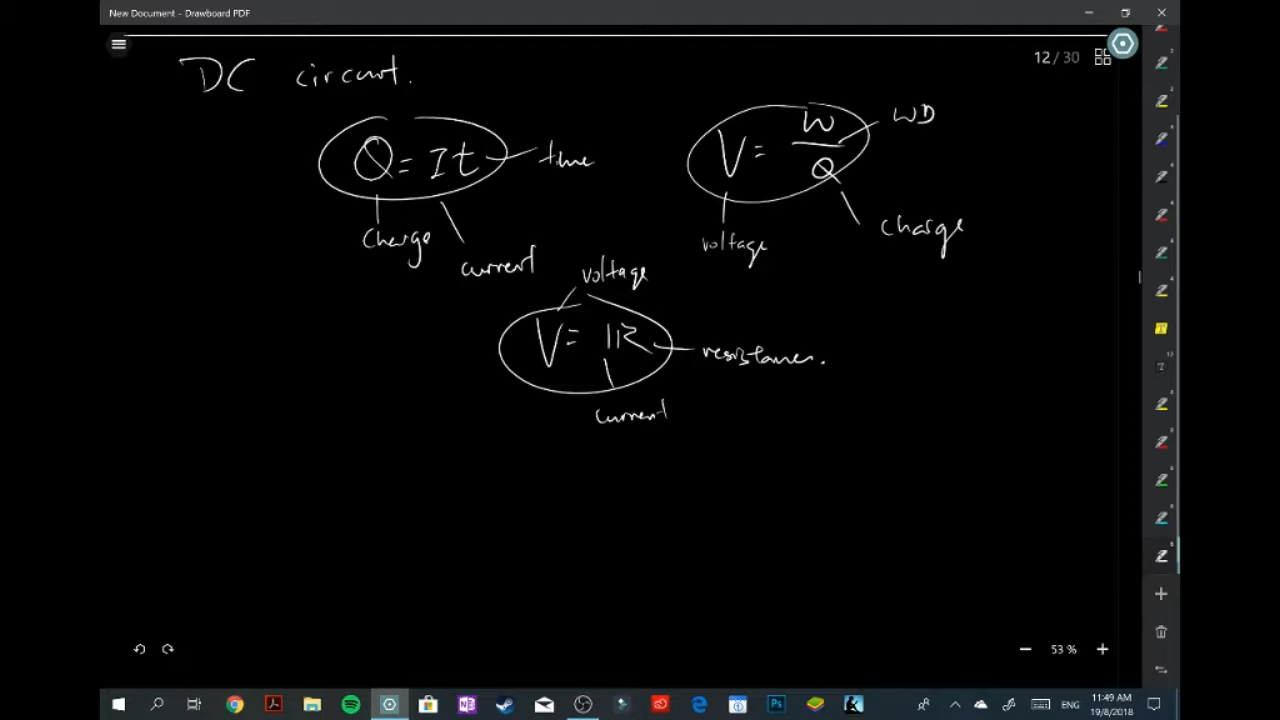 New Document - Drawboard PDF
12 / 30
DC circuit.
Q = It
time
charge
current
V = W/Q
WD
voltage
charge
voltage
V = IR
resistance.
current
53 %
ENG
11:49 AM
19/8/2018